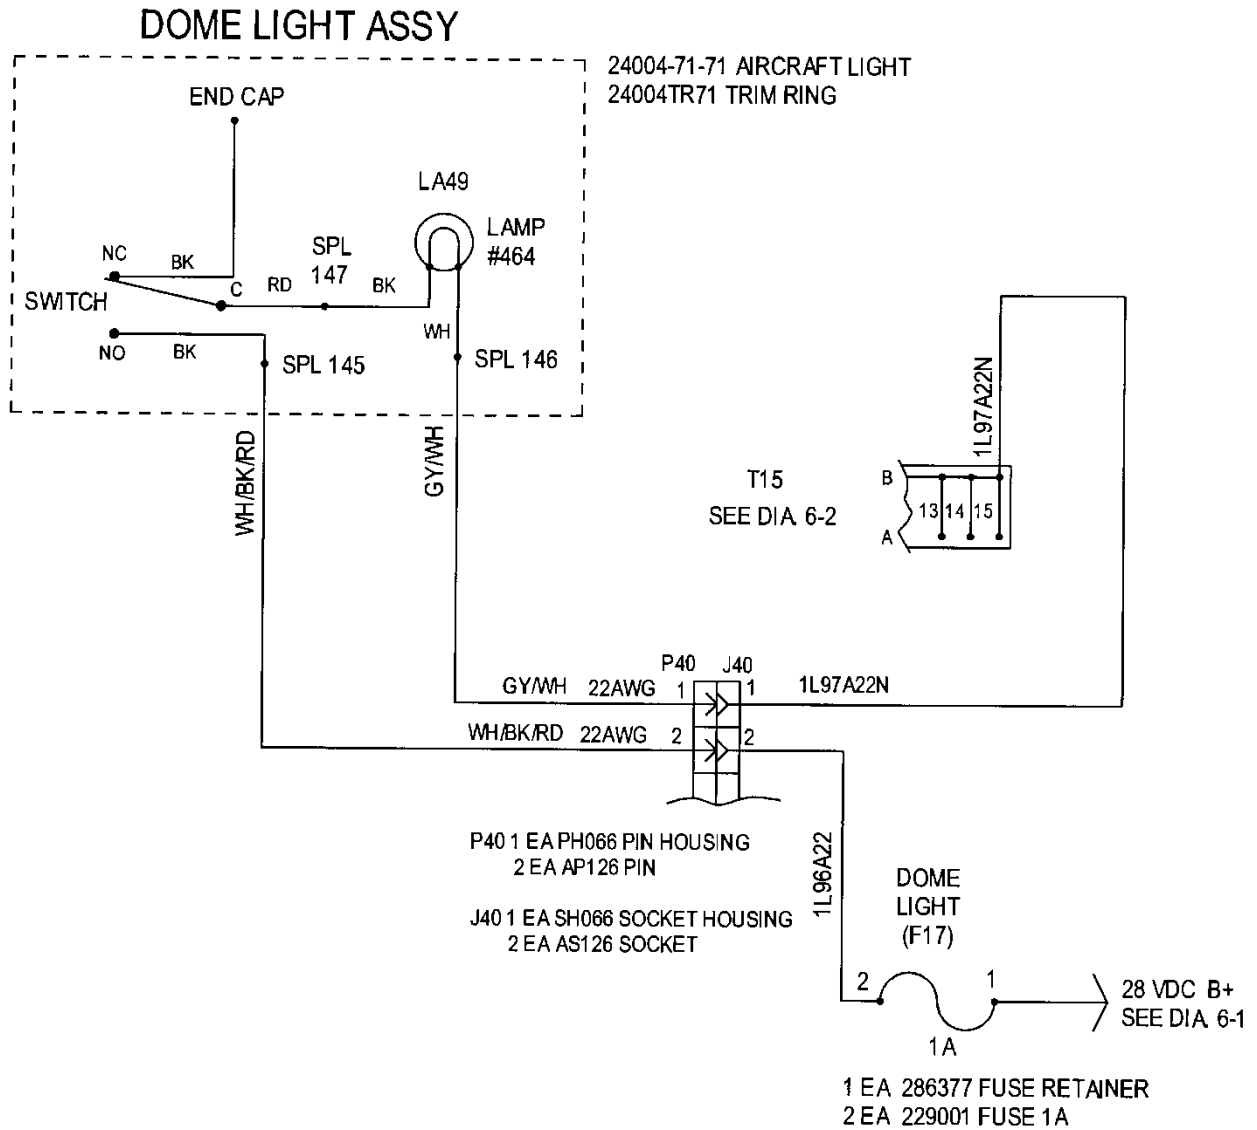 DOME LIGHT ASSY
24004-71-71 AIRCRAFT LIGHT
24004TR71 TRIM RING
END CAP
LA49
LAMP
#464
NC
BK
SPL
147
C
RD
BK
SWITCH
NO
BK
WH
SPL 145
SPL 146
WH/BK/RD
GY/WH
1L97A22N
T15
SEE DIA. 6-2
B
13
14
15
A
P40
J40
GY/WH
22AWG
1
1
1L97A22N
WH/BK/RD
22AWG
2
2
P40 1 EA PH066 PIN HOUSING
2 EA AP126 PIN
J40 1 EA SH066 SOCKET HOUSING
2 EA AS126 SOCKET
1L96A22
DOME
LIGHT
(F17)
2
1
1A
28 VDC B+
SEE DIA. 6-1
1 EA 286377 FUSE RETAINER
2 EA 229001 FUSE 1A